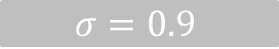 σ = 0.9